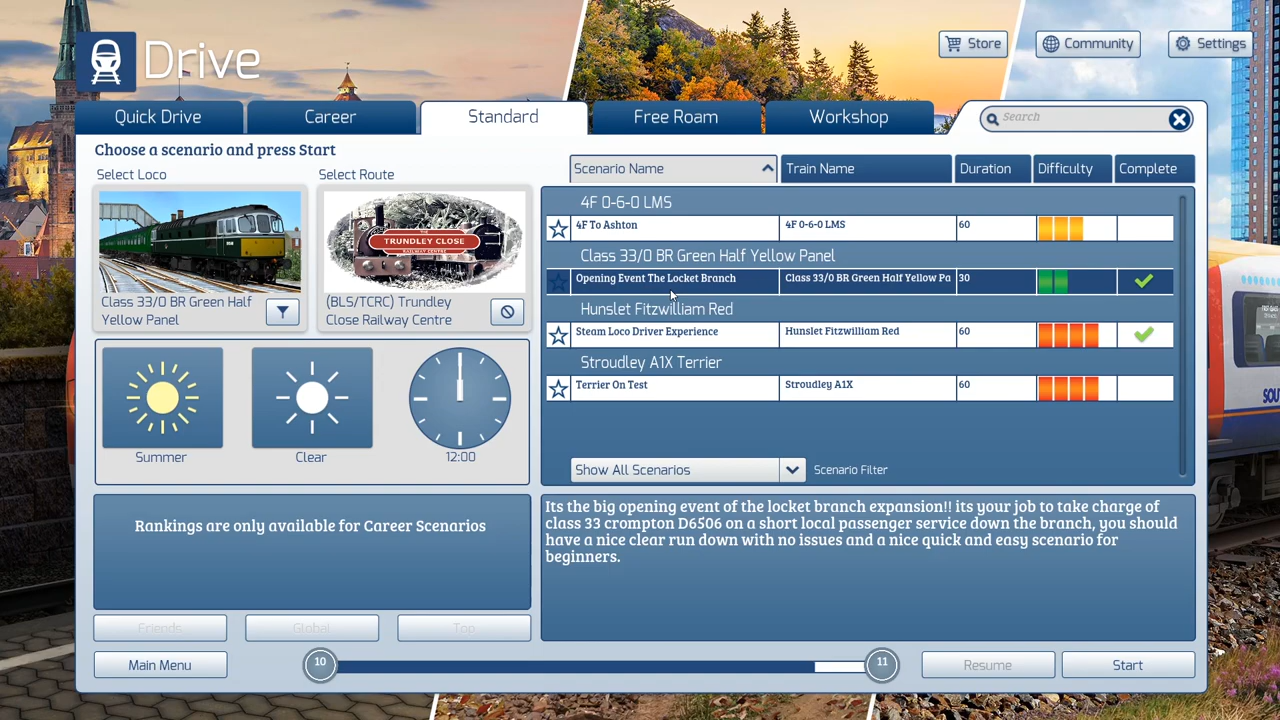 Drive
Store
Community
Settings
Quick Drive
Career
Standard
Free Roam
Workshop
Search
Choose a scenario and press Start
Select Loco
Select Route
TRUNDLEY CLOSE
RAILWAY CENTRE
Class 33/0 BR Green Half
Yellow Panel
(BLS/TCRC) Trundley
Close Railway Centre
Summer
Clear
12:00
Scenario Name
Train Name
Duration
Difficulty
Complete
4F 0-6-0 LMS
4F To Ashton
4F 0-6-0 LMS
60
Class 33/0 BR Green Half Yellow Panel
Opening Event The Locket Branch
Class 33/0 BR Green Half Yellow Pa
30
Hunslet Fitzwilliam Red
Steam Loco Driver Experience
Hunslet Fitzwilliam Red
60
Stroudley A1X Terrier
Terrier On Test
Stroudley A1X
60
Show All Scenarios
Scenario Filter
Rankings are only available for Career Scenarios
Its the big opening event of the locket branch expansion!! its your job to take charge of
class 33 crompton D6506 on a short local passenger service down the branch, you should
have a nice clear run down with no issues and a nice quick and easy scenario for
beginners.
Friends
Global
Top
Main Menu
10
11
Resume
Start